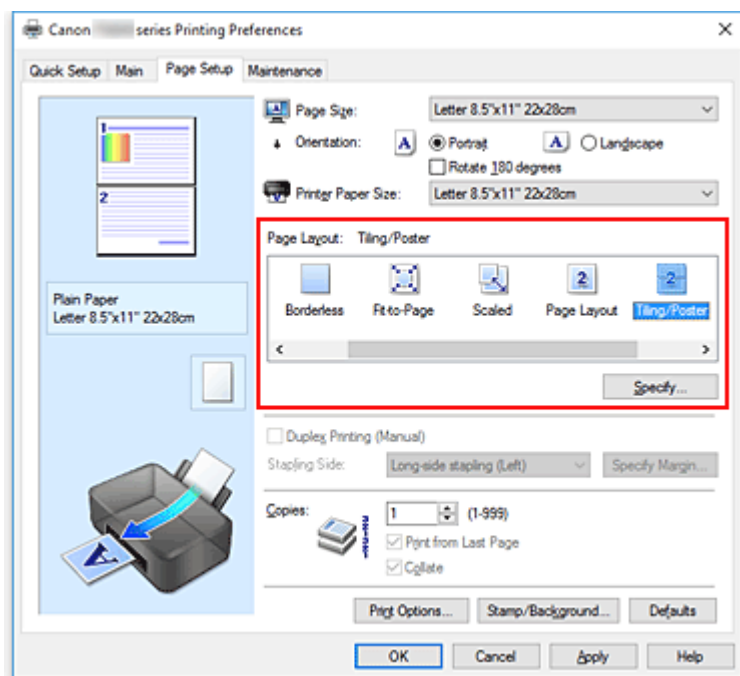 Canon series Printing Preferences
Quick Setup Main Page Setup Maintenance
1
2
Plain Paper
Letter 8.5"x11" 22x28cm
Page Size: Letter 8.5"x11" 22x28cm
Orientation: A Portrait A Landscape
Rotate 180 degrees
Printer Paper Size: Letter 8.5"x11" 22x28cm
Page Layout: Tiling/Poster
2 2
Borderless Fit-to-Page Scaled Page Layout Tiling/Poster
Specify...
Duplex Printing (Manual)
Stapling Side: Long-side stapling (Left) Specify Margin...
Copies: 1 (1-999)
Print from Last Page
Collate
A
Print Options... Stamp/Background... Defaults
OK Cancel Apply Help